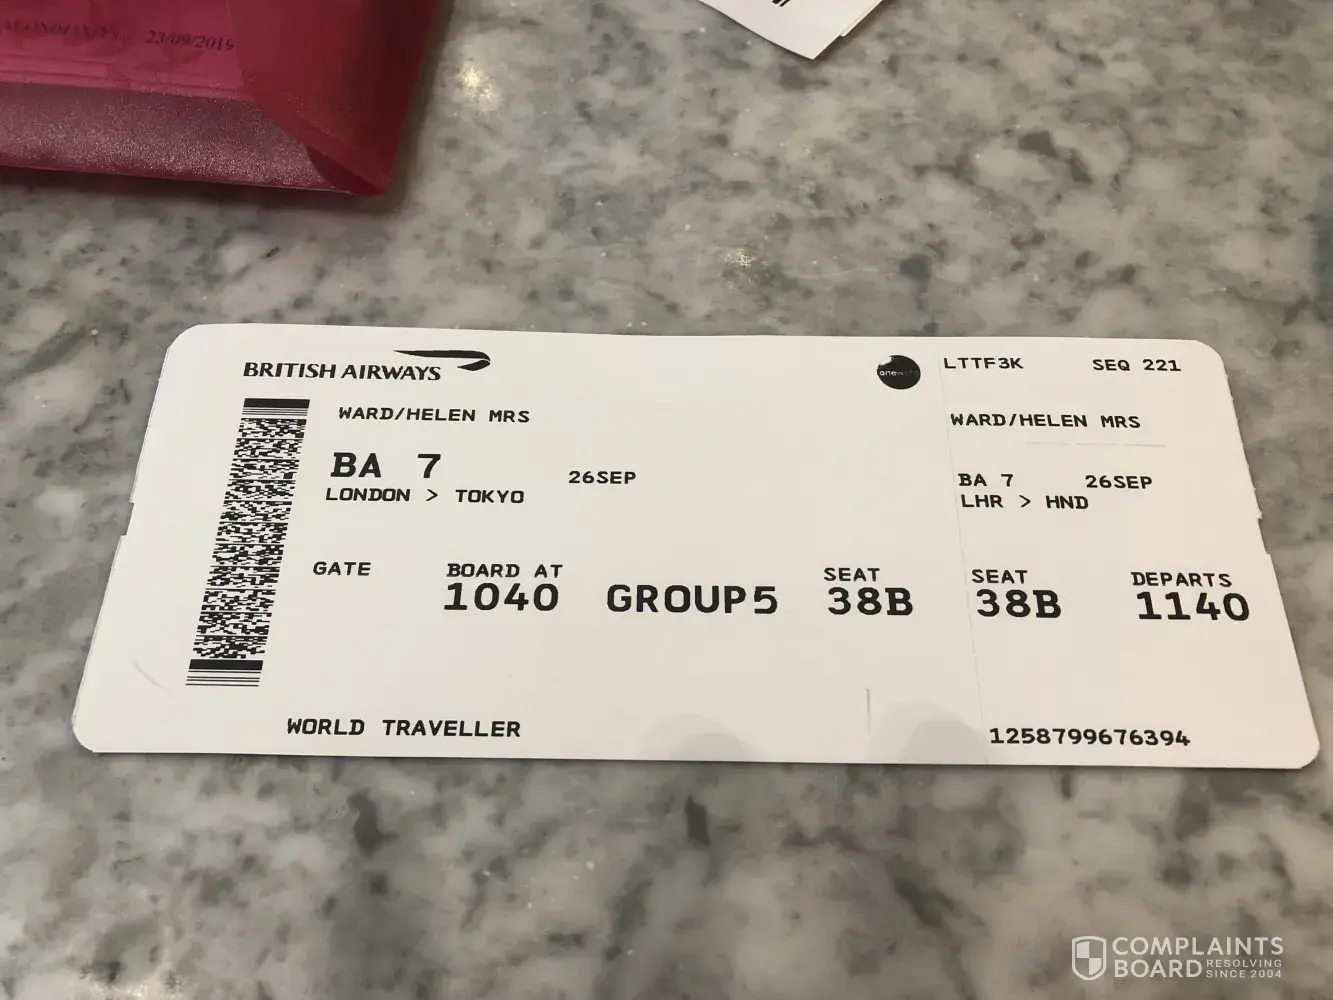 23/09/2019
BRITISH AIRWAYS
oneworld
LTTF3K SEQ 221
WARD/HELEN MRS
WARD/HELEN MRS
BA 7 26SEP
LONDON > TOKYO
BA 7 26SEP
LHR > HND
GATE BOARD AT SEAT SEAT DEPARTS
1040 GROUP5 38B 38B 1140
WORLD TRAVELLER
1258799676394
COMPLAINTS
BOARD RESOLVING
SINCE 2004